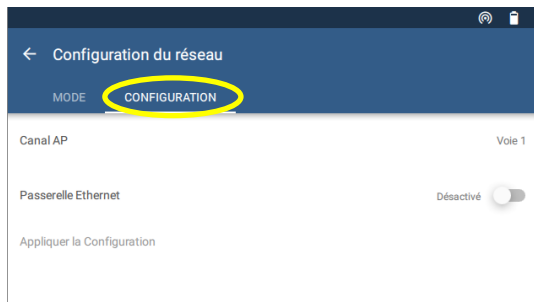 Configuration du réseau
MODE CONFIGURATION
Canal AP Voie 1
Passerelle Ethernet Désactivé
Appliquer la Configuration